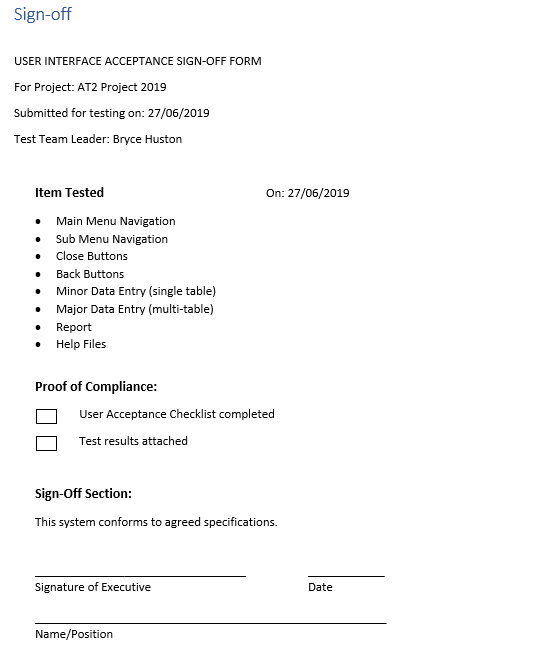 Sign-off
USER INTERFACE ACCEPTANCE SIGN-OFF FORM
For Project: AT2 Project 2019
Submitted for testing on: 27/06/2019
Test Team Leader: Bryce Huston
Item Tested On: 27/06/2019
• Main Menu Navigation
• Sub Menu Navigation
• Close Buttons
• Back Buttons
• Minor Data Entry (single table)
• Major Data Entry (multi-table)
• Report
• Help Files
Proof of Compliance:
User Acceptance Checklist completed
Test results attached
Sign-Off Section:
This system conforms to agreed specifications.
Signature of Executive Date
Name/Position